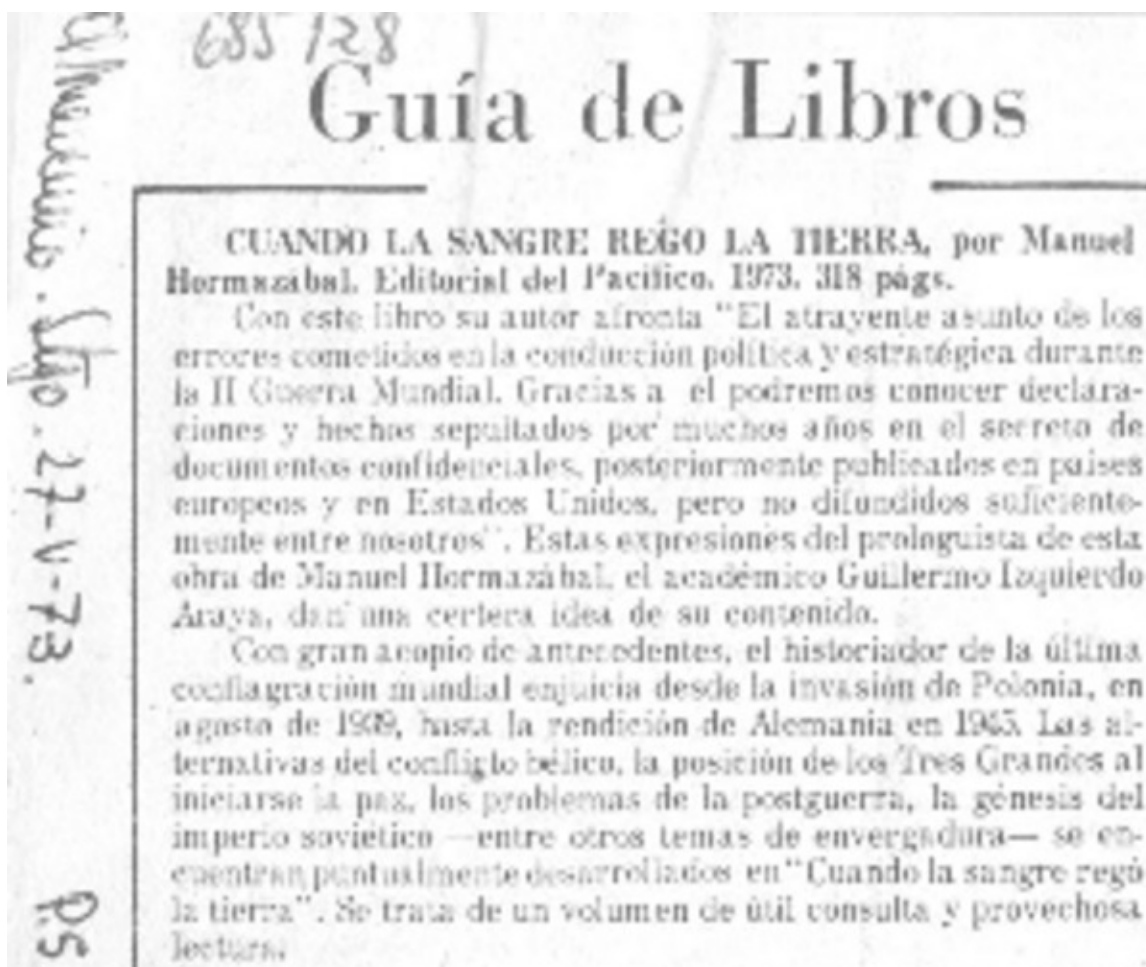 685 128
Guía de Libros
CUANDO LA SANGRE REGO LA TIERRA, por Manuel
Hormazábal. Editorial del Pacífico. 1973. 318 págs.
Con este libro su autor afronta "El atrayente asunto de los
errores cometidos en la conducción política y estratégica durante
la II Guerra Mundial. Gracias a él podremos conocer declara-
ciones y hechos sepultados por muchos años en el secreto de
documentos confidenciales, posteriormente publicados en países
europeos y en Estados Unidos, pero no difundidos suficiente-
mente entre nosotros". Estas expresiones del prologuista de esta
obra de Manuel Hormazábal, el académico Guillermo Izquierdo
Araya, dan una certera idea de su contenido.
Con gran acopio de antecedentes, el historiador de la última
conflagración mundial enjuicia desde la invasión de Polonia, en
agosto de 1939, hasta la rendición de Alemania en 1945. Las al-
ternativas del conflicto bélico, la posición de los Tres Grandes al
iniciarse la paz, los problemas de la postguerra, la génesis del
imperio soviético —entre otros temas de envergadura— se en-
cuentran puntualmente desarrollados en "Cuando la sangre regó
la tierra". Se trata de un volumen de útil consulta y provechosa
lectura.
El Mercurio. Stgo. 27-V-73. P.5